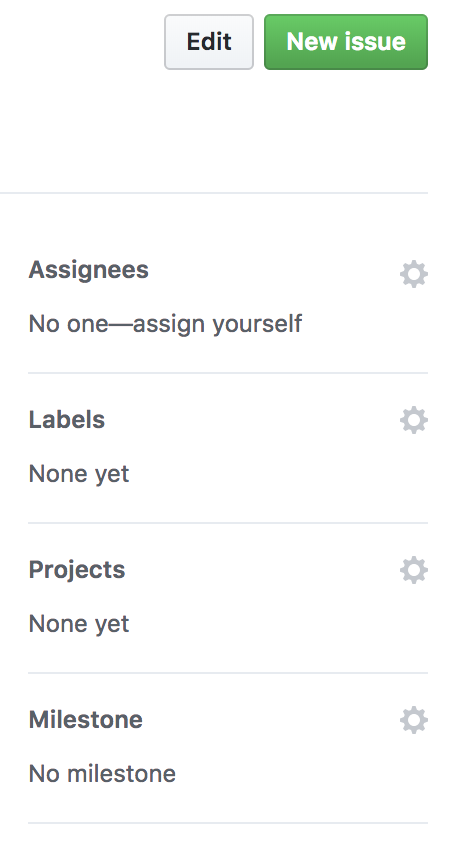 Edit New issue
Assignees
No one—assign yourself
Labels
None yet
Projects
None yet
Milestone
No milestone